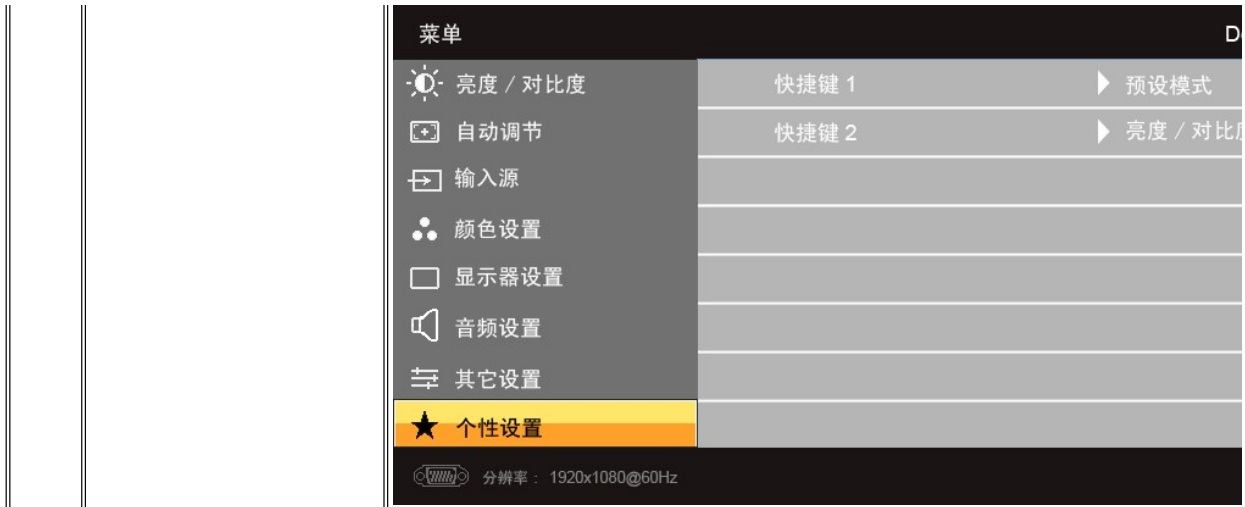 菜单
亮度 / 对比度 快捷键 1 预设模式
自动调节 快捷键 2 亮度 / 对比
输入源
颜色设置
显示器设置
音频设置
其它设置
个性设置
分辨率： 1920x1080@60Hz